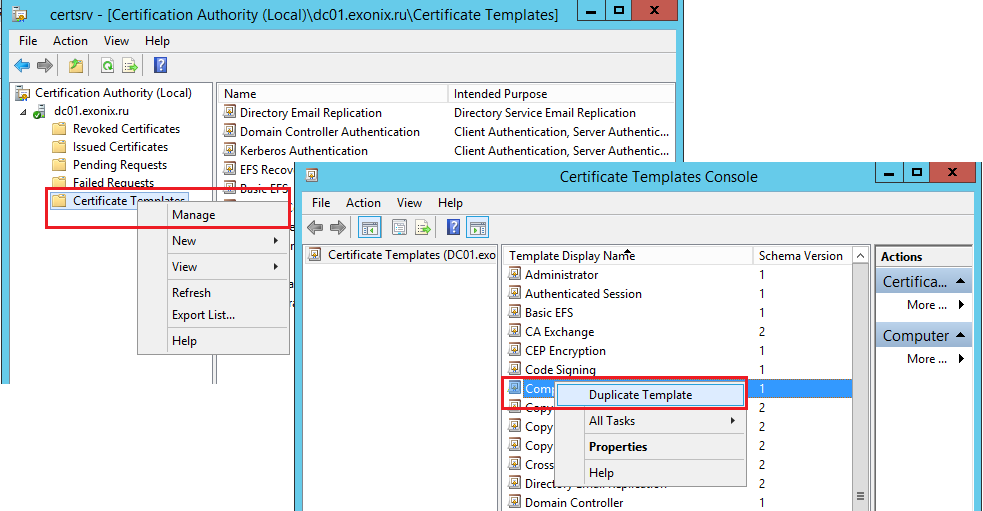 certsrv - [Certification Authority (Local)\dc01.exonix.ru\Certificate Templates]
File Action View Help
Certification Authority (Local)
dc01.exonix.ru
Revoked Certificates
Issued Certificates
Pending Requests
Failed Requests
Certificate Templates
Manage
New
View
Refresh
Export List...
Help
Name Intended Purpose
Directory Email Replication Directory Service Email Replication
Domain Controller Authentication Client Authentication, Server Authentic...
Kerberos Authentication Client Authentication, Server Authentic...
EFS Recov
Basic EFS
Certificate Templates Console
File Action View Help
Certificate Templates (DC01.exo
Template Display Name Schema Version
Administrator 1
Authenticated Session 1
Basic EFS 1
CA Exchange 2
CEP Encryption 1
Code Signing 1
Comp 1
Copy 2
Copy 2
Copy 2
Cross 2
Directory Email Replication 2
Domain Controller 1
Duplicate Template
All Tasks
Properties
Help
Actions
Certifica...
More ...
Computer
More ...